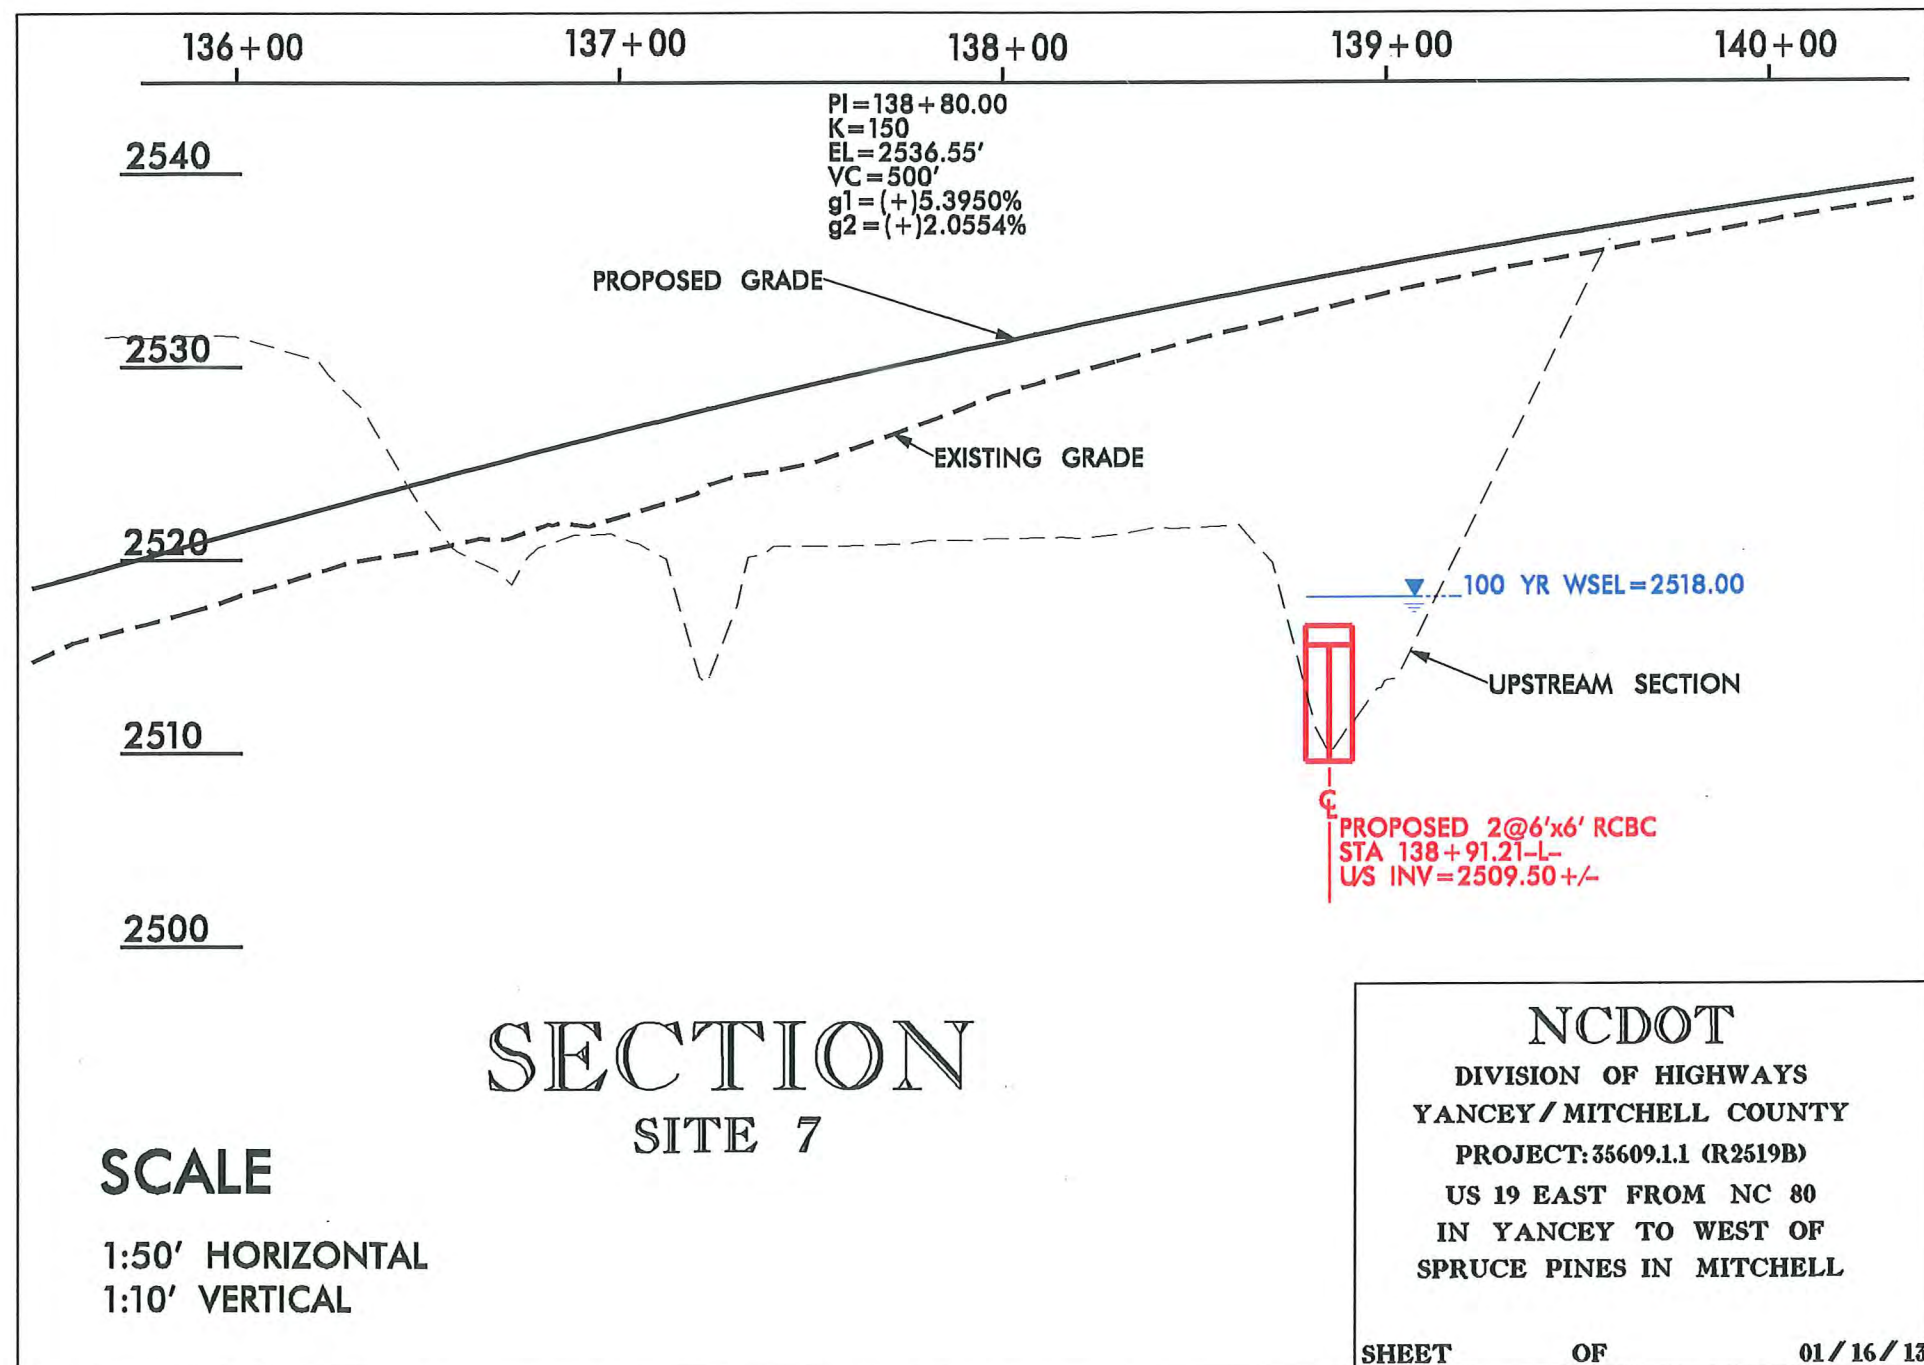 136+00 137+00 138+00 139+00 140+00
PI=138+80.00
K=150
EL=2536.55'
VC=500'
g1=(+)5.3950%
g2=(+)2.0554%
2540
PROPOSED GRADE
2530
EXISTING GRADE
2520
100 YR WSEL=2518.00
UPSTREAM SECTION
2510
PROPOSED 2@6'x6' RCBC
STA 138+91.21-L-
U/S INV=2509.50+/-
2500
SECTION
SITE 7
SCALE
1:50' HORIZONTAL
1:10' VERTICAL
NCDOT
DIVISION OF HIGHWAYS
YANCEY/MITCHELL COUNTY
PROJECT:35609.1.1 (R2519B)
US 19 EAST FROM NC 80
IN YANCEY TO WEST OF
SPRUCE PINES IN MITCHELL
SHEET OF 01/16/13